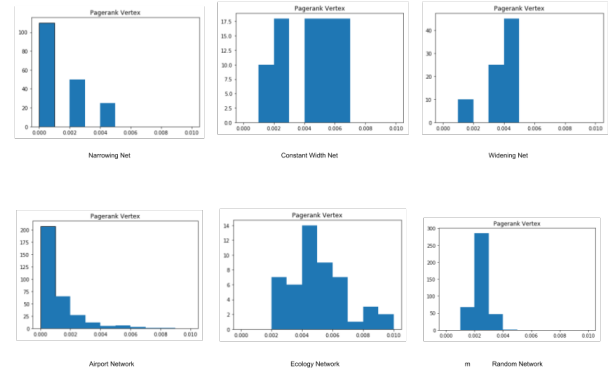 Pagerank Vertex
100
80
60
40
20
0
0.000 0.002 0.004 0.006 0.008 0.010
Narrowing Net
Pagerank Vertex
17.5
15.0
12.5
10.0
7.5
5.0
2.5
0.0
0.000 0.002 0.004 0.006 0.008 0.010
Constant Width Net
Pagerank Vertex
40
30
20
10
0
0.000 0.002 0.004 0.006 0.008 0.010
Widening Net
Pagerank Vertex
200
175
150
125
100
75
50
25
0
0.000 0.002 0.004 0.006 0.008 0.010
Airport Network
Pagerank Vertex
14
12
10
8
6
4
2
0
0.000 0.002 0.004 0.006 0.008 0.010
Ecology Network
Pagerank Vertex
300
250
200
150
100
50
0
0.000 0.002 0.004 0.006 0.008 0.010
m Random Network